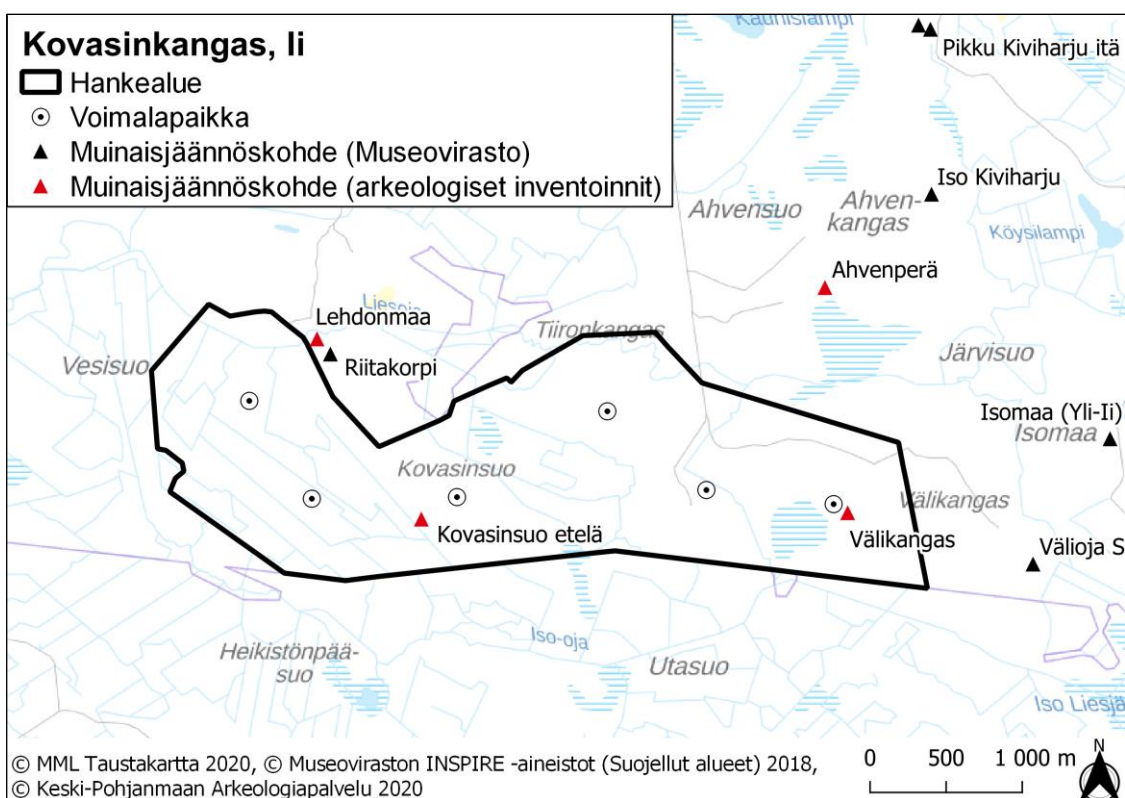 Kovasinkangas, Ii
Hankealue
Voimalapaikka
Muinaisjäännöskohde (Museovirasto)
Muinaisjäännöskohde (arkeologiset inventoinnit)
Kaunislampi
Pikku Kiviharju itä
Iso Kiviharju
Ahvensuo
Ahven-
kangas
Köysilampi
Ahvenperä
Liesoja
Lehdonmaa
Tiironkangas
Riitakorpi
Vesisuo
Järvisuo
Isomaa (Yli-Ii)
Isomaa
Kovasinsuo
Välikangas
Kovasinsuo etelä
Välikangas
Välioja S
Iso-oja
Heikistönpää-
suo
Utasuo
© MML Taustakartta 2020, © Museoviraston INSPIRE -aineistot (Suojellut alueet) 2018,
© Keski-Pohjanmaan Arkeologiapalvelu 2020
0 500 1 000 m
N